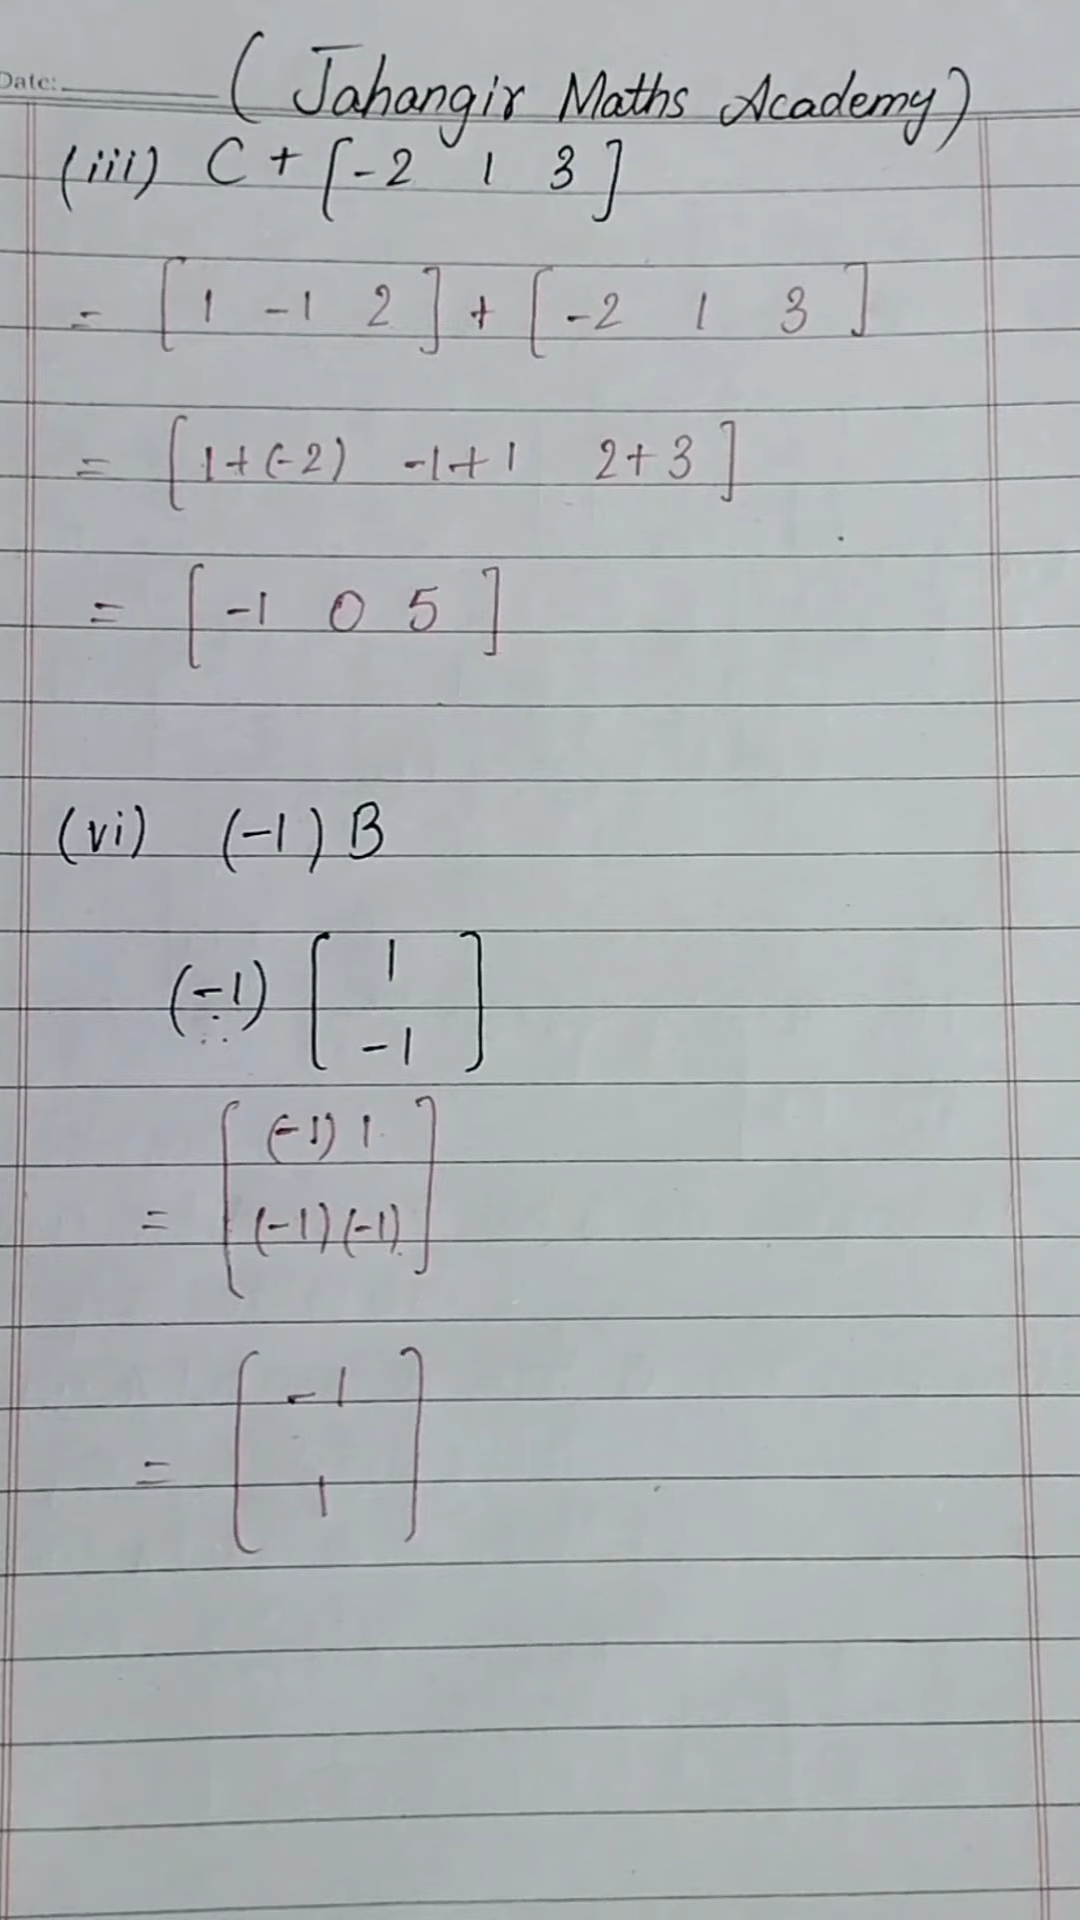 Date:
( Jahangir Maths Academy)
(iii) C + [-2 1 3]
= [1 -1 2] + [-2 1 3]
= [1+(-2) -1+1 2+3]
= [-1 0 5]
(vi) (-1) B
(-1) [1
-1]
= [(-1) 1
(-1)(-1)]
= [-1
1]